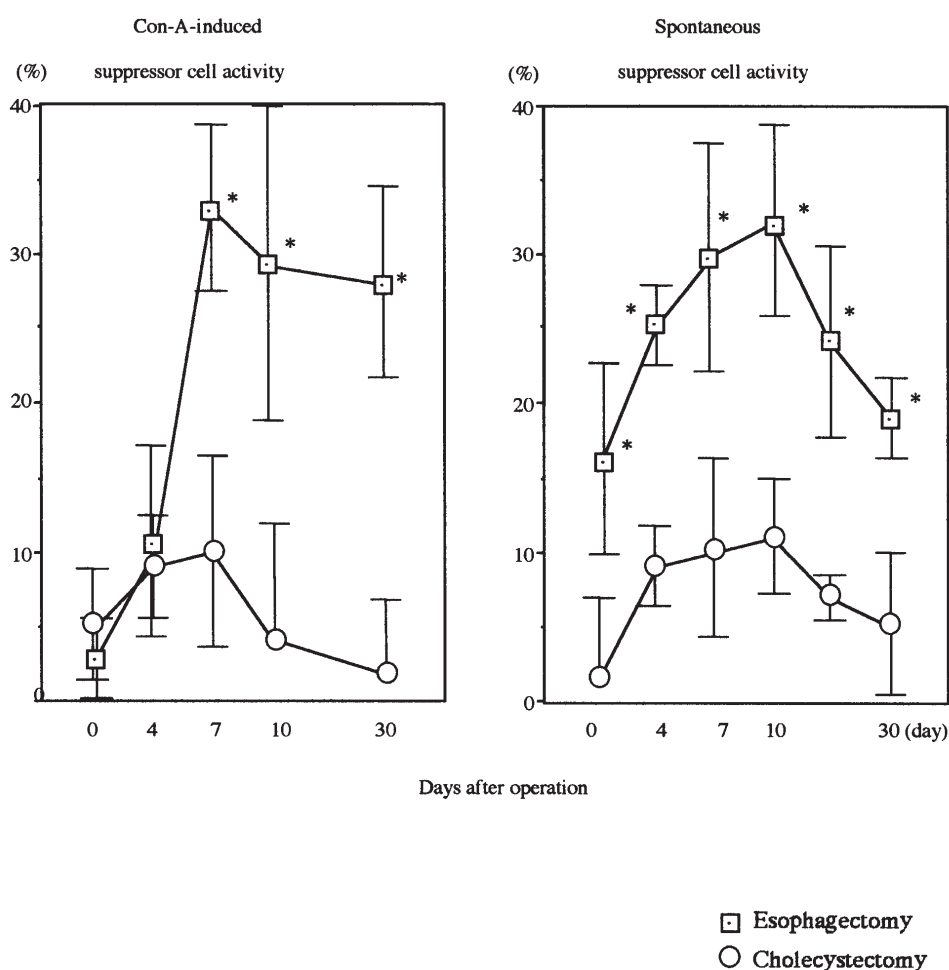 Con-A-induced
(%) suppressor cell activity
40
30
20
10
0
*
*
*
0 4 7 10 30
Spontaneous
(%) suppressor cell activity
40
30
20
10
0
*
*
*
*
*
*
0 4 7 10 30 (day)
Days after operation
Esophagectomy
Cholecystectomy